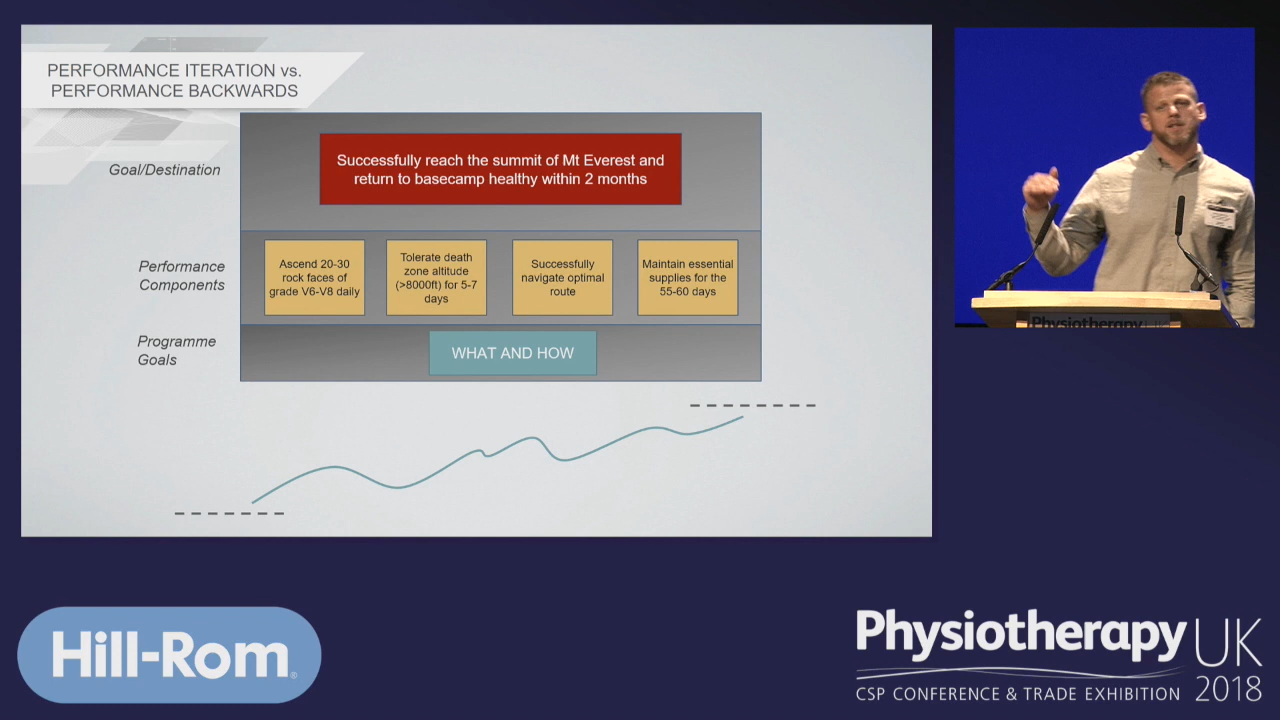 PERFORMANCE ITERATION vs.
PERFORMANCE BACKWARDS
Goal/Destination
Successfully reach the summit of Mt Everest and
return to basecamp healthy within 2 months
Performance
Components
Ascend 20-30
rock faces of
grade V6-V8 daily
Tolerate death
zone altitude
(>8000ft) for 5-7
days
Successfully
navigate optimal
route
Maintain essential
supplies for the
55-60 days
Programme
Goals
WHAT AND HOW
Physiotherapy
Hill-Rom®
Physiotherapy UK
CSP CONFERENCE & TRADE EXHIBITION 2018